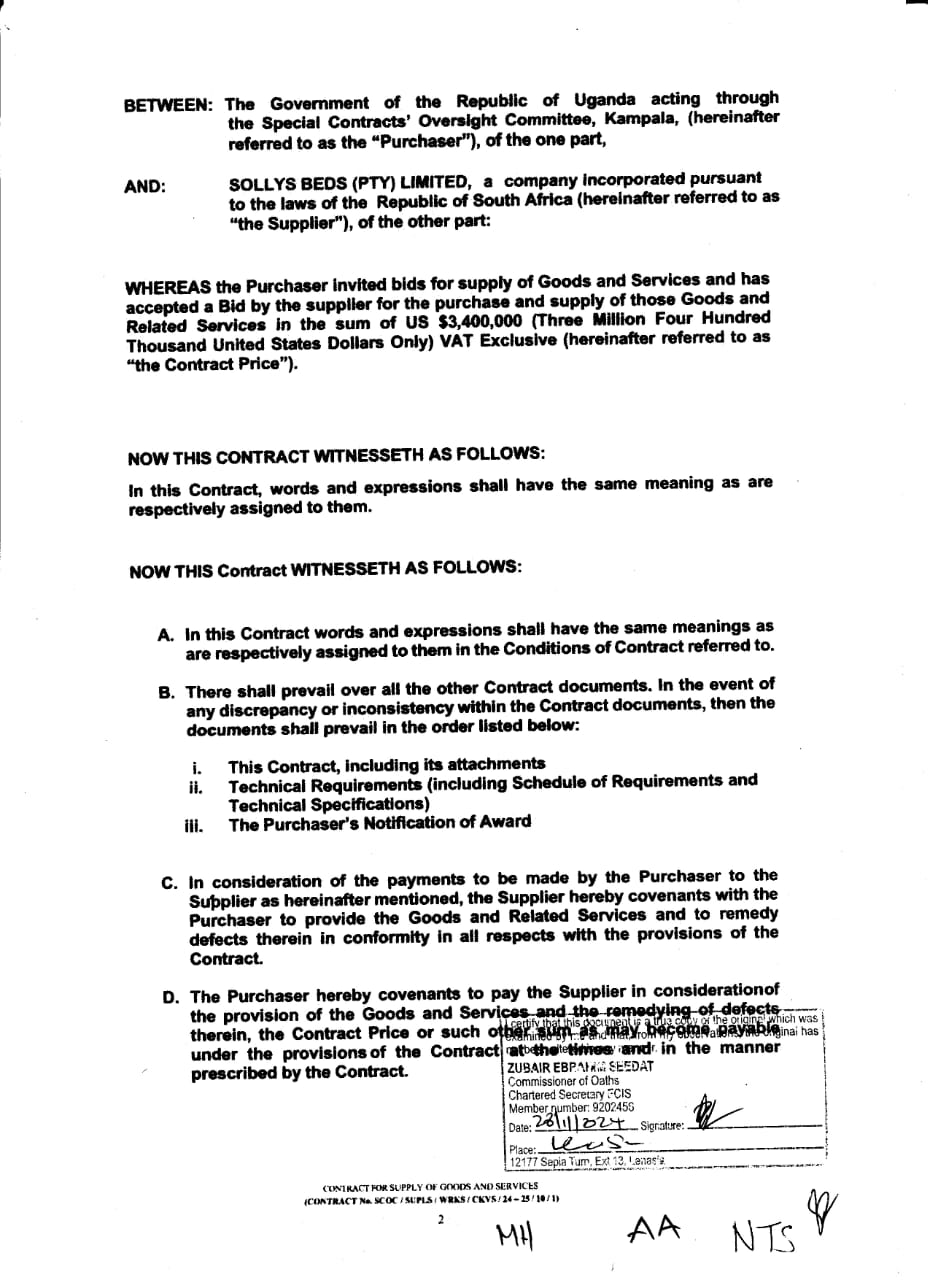 BETWEEN: The Government of the Republic of Uganda acting through
the Special Contracts' Oversight Committee, Kampala, (hereinafter
referred to as the "Purchaser"), of the one part,
AND: SOLLYS BEDS (PTY) LIMITED, a company incorporated pursuant
to the laws of the Republic of South Africa (hereinafter referred to as
"the Supplier"), of the other part:
WHEREAS the Purchaser invited bids for supply of Goods and Services and has
accepted a Bid by the supplier for the purchase and supply of those Goods and
Related Services in the sum of US $3,400,000 (Three Million Four Hundred
Thousand United States Dollars Only) VAT Exclusive (hereinafter referred to as
"the Contract Price").
NOW THIS CONTRACT WITNESSETH AS FOLLOWS:
In this Contract, words and expressions shall have the same meaning as are
respectively assigned to them.
NOW THIS Contract WITNESSETH AS FOLLOWS:
A. In this Contract words and expressions shall have the same meanings as
are respectively assigned to them in the Conditions of Contract referred to.
B. There shall prevail over all the other Contract documents. In the event of
any discrepancy or inconsistency within the Contract documents, then the
documents shall prevail in the order listed below:
i. This Contract, including its attachments
ii. Technical Requirements (including Schedule of Requirements and
Technical Specifications)
iii. The Purchaser's Notification of Award
C. In consideration of the payments to be made by the Purchaser to the
Supplier as hereinafter mentioned, the Supplier hereby covenants with the
Purchaser to provide the Goods and Related Services and to remedy
defects therein in conformity in all respects with the provisions of the
Contract.
D. The Purchaser hereby covenants to pay the Supplier in considerationof
the provision of the Goods and Services and the remedying of defects
I certify that this document is a true copy of the original which was
therein, the Contract Price or such other sum as may become payable
under the provisions of the Contract at the times and in the manner
prescribed by the Contract.
ZUBAIR EBRAHIM SEEDAT
Commissioner of Oaths
Chartered Secretary FCIS
Member number: 9202456
Date: Signature:
Place:
12177 Sepia Turn, Ext 13,
CONTRACT FOR SUPPLY OF GOODS AND SERVICES
(CONTRACT No. SCOC / SUPLS / WRKS / CKVS / 24 – 25 / 10 / 1)
2
MH
AA
NTS